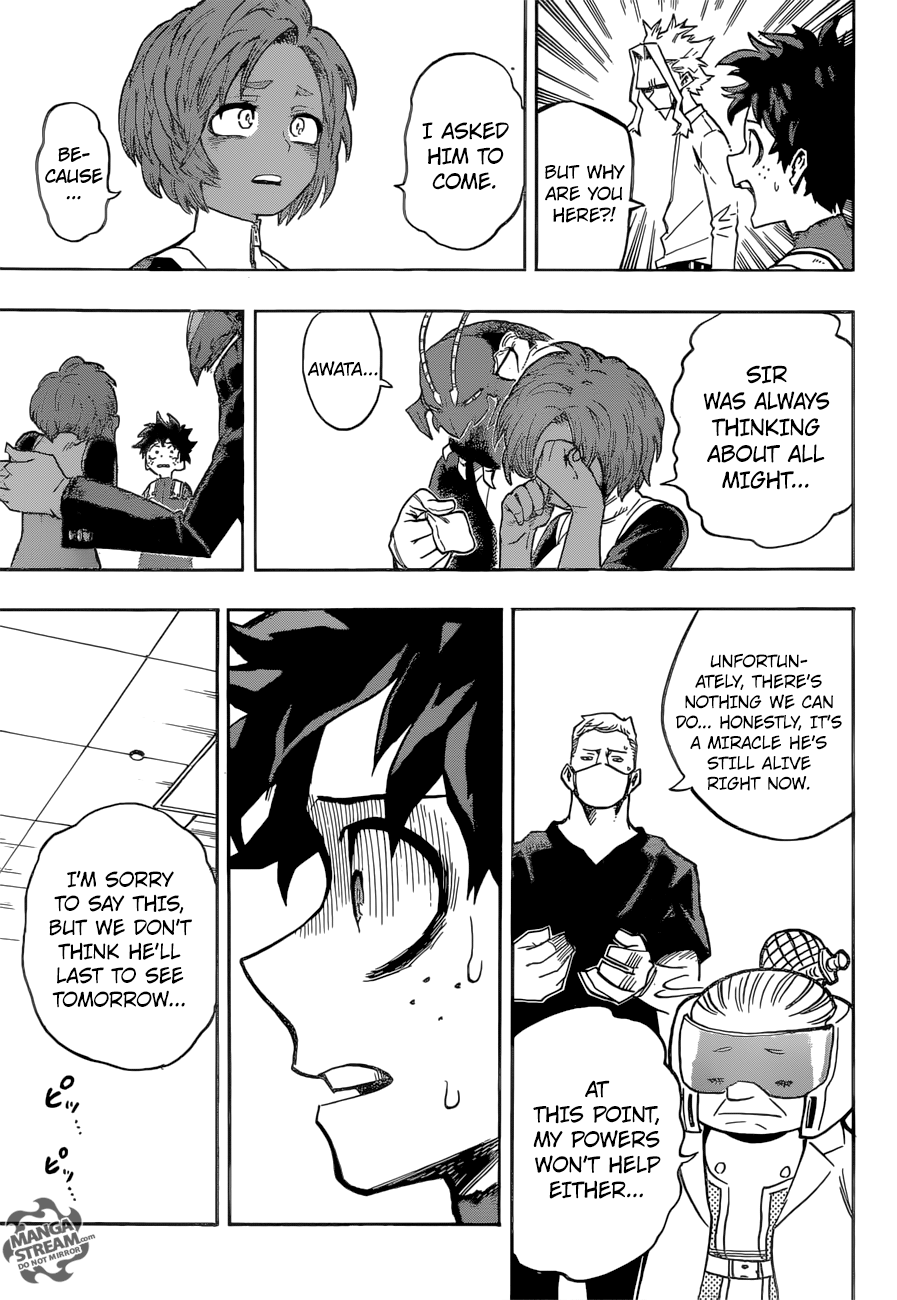 BUT WHY
ARE YOU
HERE?!
I ASKED
HIM TO
COME.
BE-
CAUSE
...
SIR
WAS ALWAYS
THINKING
ABOUT ALL
MIGHT...
AWATA...
UNFORTUN-
ATELY, THERE'S
NOTHING WE CAN
DO... HONESTLY, IT'S
A MIRACLE HE'S
STILL ALIVE
RIGHT NOW.
AT
THIS POINT,
MY POWERS
WON'T HELP
EITHER...
I'M SORRY
TO SAY THIS,
BUT WE DON'T
THINK HE'LL
LAST TO SEE
TOMORROW...
ピッ…
ピッ…
MANGA
STREAM.com
DO NOT MIRROR